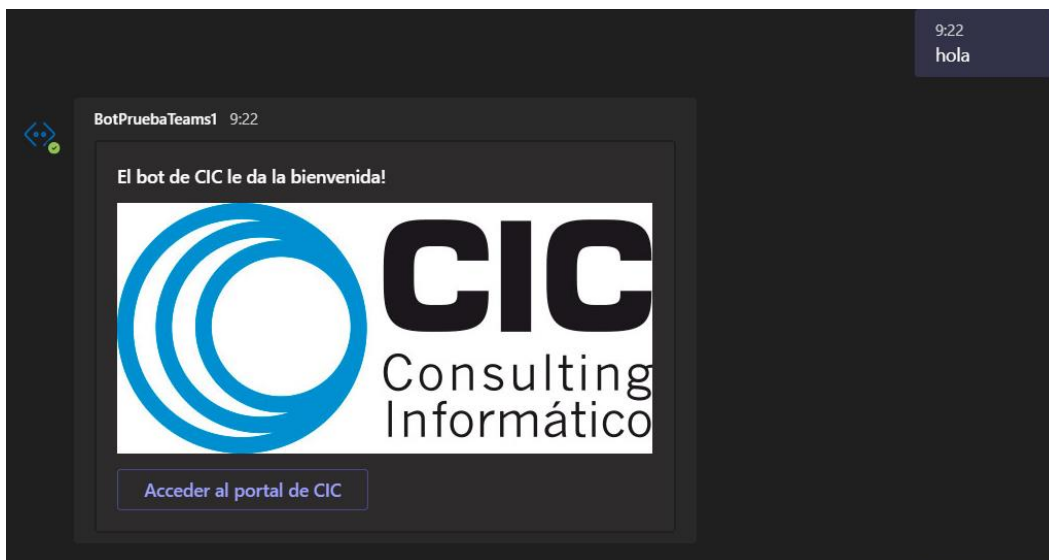 9:22
hola
BotPruebaTeams1 9:22
El bot de CIC le da la bienvenida!
CIC
Consulting
Informático
Acceder al portal de CIC